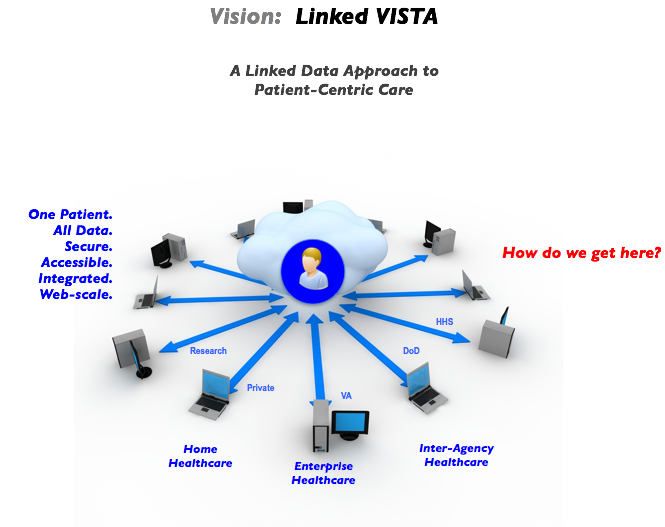 Vision: Linked VISTA
A Linked Data Approach to
Patient-Centric Care
One Patient.
All Data.
Secure.
Accessible.
Integrated.
Web-scale.
How do we get here?
HHS
Research
DoD
Private
VA
Home
Healthcare
Enterprise
Healthcare
Inter-Agency
Healthcare